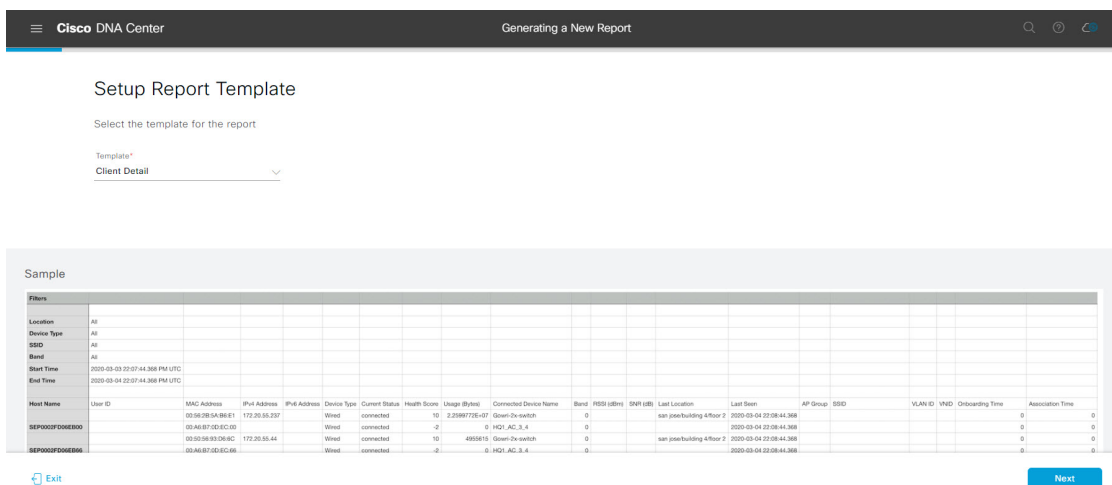 Cisco DNA Center Generating a New Report
Setup Report Template
Select the template for the report
Template*
Client Detail
Sample
Filters
Location All
Device Type All
SSID All
Band All
Start Time 2020-03-03 22:07:44.368 PM UTC
End Time 2020-03-04 22:07:44.368 PM UTC
Host Name User ID MAC Address IPv4 Address IPv6 Address Device Type Current Status Health Score Usage (Bytes) Connected Device Name Band RSSI (dBm) SNR (dB) Last Location Last Seen AP Group SSID VLAN ID VNID Onboarding Time Association Time
00:56:2B:5A:B6:E1 172.20.55.237 Wired connected 10 2.2599772E+07 Gowri-2x-switch 0 san jose/building 4/floor 2 2020-03-04 22:08:44.368 0 0
SEP0002FD06EB00 00:A6:B7:0D:EC:00 Wired connected -2 0 HQ1_AC_3_4 0 2020-03-04 22:08:44.368 0 0
00:50:56:93:D6:6C 172.20.55.44 Wired connected 10 4955615 Gowri-2x-switch 0 san jose/building 4/floor 2 2020-03-04 22:08:44.368 0 0
SEP0002FD06EB66 00:A6:B7:0D:EC:66 Wired connected -2 0 HQ1_AC_3_4 0 2020-03-04 22:08:44.368 0 0
Exit Next